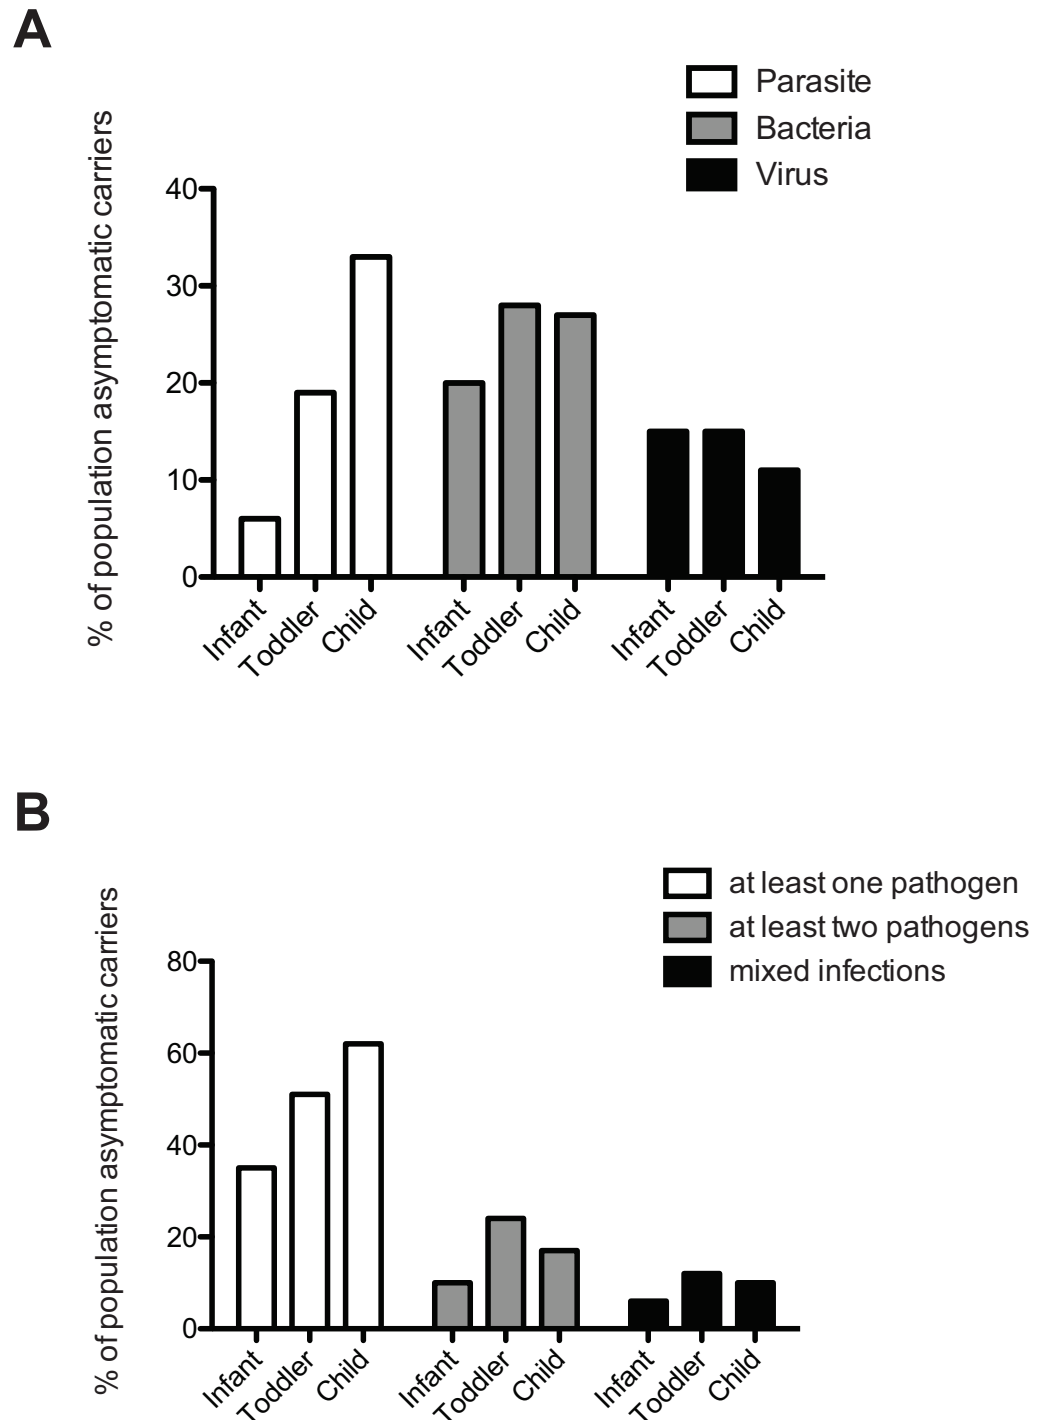 A
Parasite
Bacteria
Virus
% of population asymptomatic carriers
40
30
20
10
0
Infant
Toddler
Child
Infant
Toddler
Child
Infant
Toddler
Child
B
at least one pathogen
at least two pathogens
mixed infections
% of population asymptomatic carriers
80
60
40
20
0
Infant
Toddler
Child
Infant
Toddler
Child
Infant
Toddler
Child